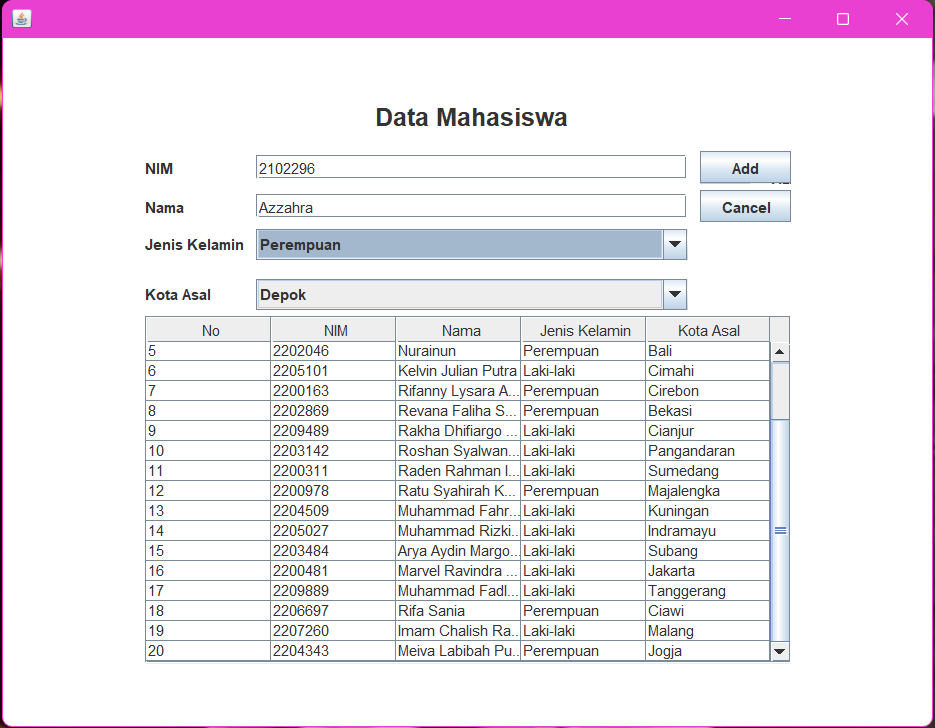 Data Mahasiswa
NIM 2102296 Add
Nama Azzahra Cancel
Jenis Kelamin Perempuan
Kota Asal Depok
No NIM Nama Jenis Kelamin Kota Asal
5 2202046 Nurainun Perempuan Bali
6 2205101 Kelvin Julian Putra Laki-laki Cimahi
7 2200163 Rifanny Lysara A... Perempuan Cirebon
8 2202869 Revana Faliha S... Perempuan Bekasi
9 2209489 Rakha Dhifiargo ... Laki-laki Cianjur
10 2203142 Roshan Syalwan... Laki-laki Pangandaran
11 2200311 Raden Rahman I... Laki-laki Sumedang
12 2200978 Ratu Syahirah K... Perempuan Majalengka
13 2204509 Muhammad Fahr... Laki-laki Kuningan
14 2205027 Muhammad Rizki... Laki-laki Indramayu
15 2203484 Arya Aydin Margo... Laki-laki Subang
16 2200481 Marvel Ravindra ... Laki-laki Jakarta
17 2209889 Muhammad Fadl... Laki-laki Tanggerang
18 2206697 Rifa Sania Perempuan Ciawi
19 2207260 Imam Chalish Ra... Laki-laki Malang
20 2204343 Meiva Labibah Pu... Perempuan Jogja